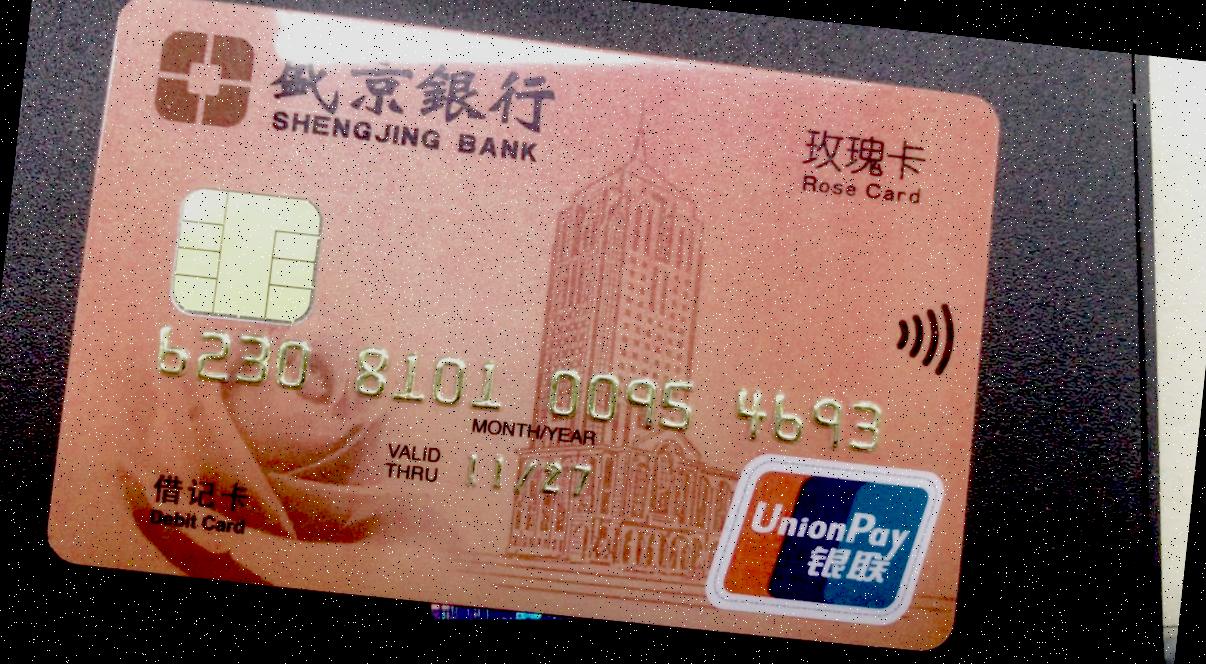 盛京銀行
SHENGJING BANK
玫瑰卡
Rose Card
6230 8101 0095 4693
MONTH/YEAR
VALID
THRU
11/27
借记卡
Debit Card
UnionPay
银联